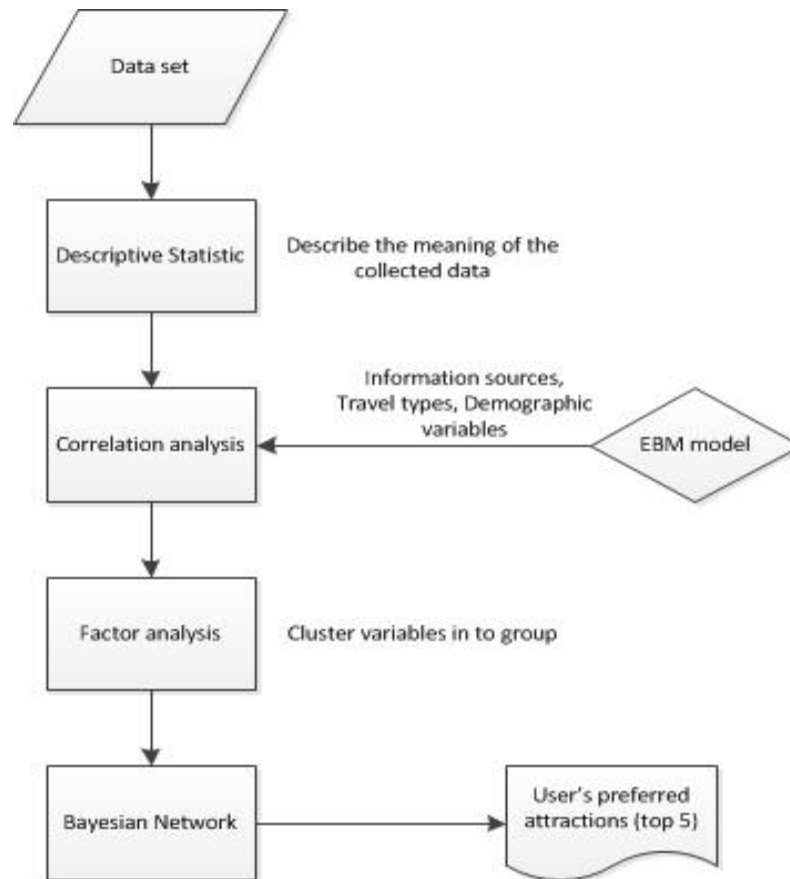 Data set
Descriptive Statistic
Describe the meaning of the
collected data
Information sources,
Travel types, Demographic
variables
Correlation analysis
EBM model
Factor analysis
Cluster variables in to group
Bayesian Network
User's preferred
attractions (top 5)